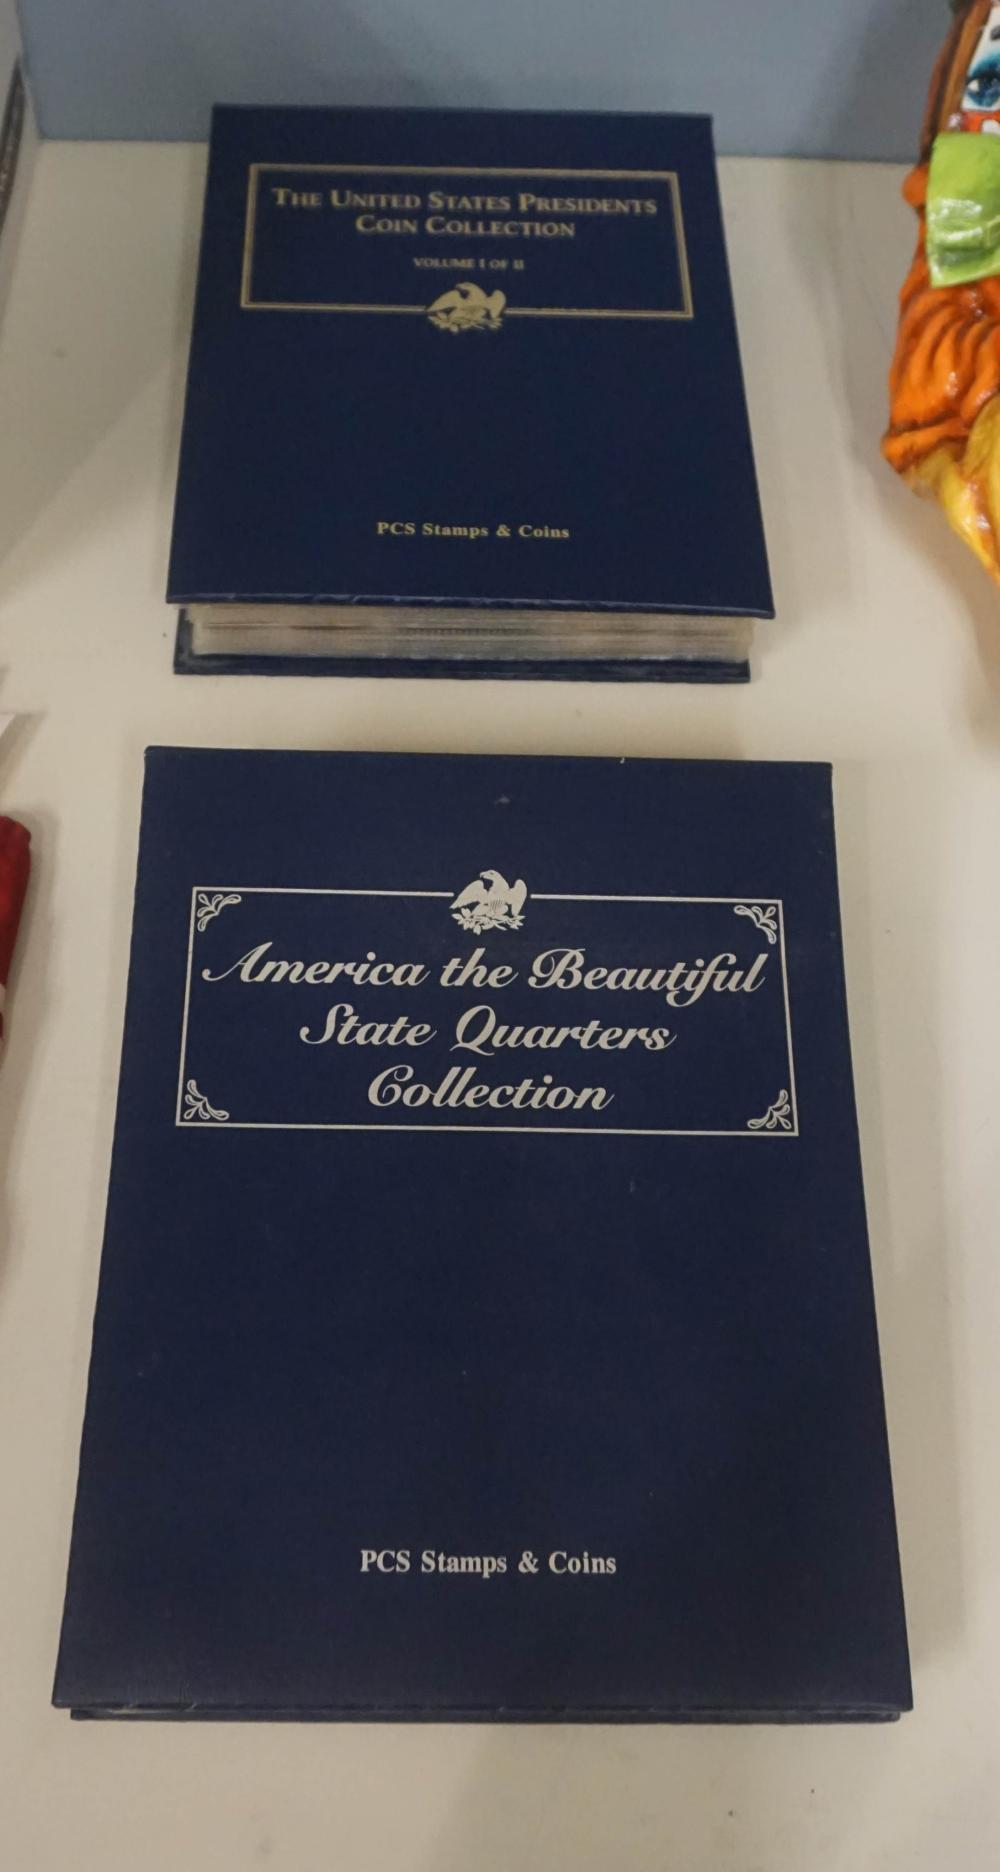 THE UNITED STATES PRESIDENTS
COIN COLLECTION
VOLUME I OF II
PCS Stamps & Coins
America the Beautiful
State Quarters
Collection
PCS Stamps & Coins